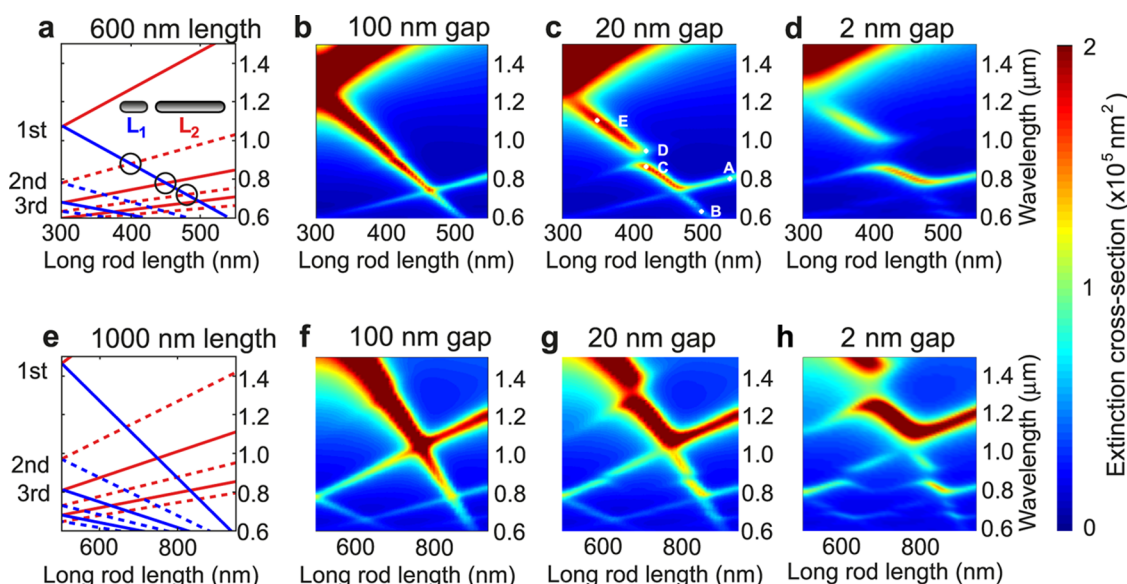 a 600 nm length
b 100 nm gap
c 20 nm gap
d 2 nm gap
1st
2nd
3rd
L1
L2
300 400 500
Long rod length (nm)
1.4
1.2
1.0
0.8
0.6
300 400 500
Long rod length (nm)
1.4
1.2
1.0
0.8
0.6
E
D
C
A
B
300 400 500
Long rod length (nm)
1.4
1.2
1.0
0.8
0.6
300 400 500
Long rod length (nm)
1.4
1.2
1.0
0.8
0.6
Wavelength (µm)
e 1000 nm length
f 100 nm gap
g 20 nm gap
h 2 nm gap
1st
2nd
3rd
600 800
Long rod length (nm)
1.4
1.2
1.0
0.8
0.6
600 800
Long rod length (nm)
1.4
1.2
1.0
0.8
0.6
600 800
Long rod length (nm)
1.4
1.2
1.0
0.8
0.6
600 800
Long rod length (nm)
1.4
1.2
1.0
0.8
0.6
Wavelength (µm)
2
1
0
Extinction cross-section (x10⁵ nm²)